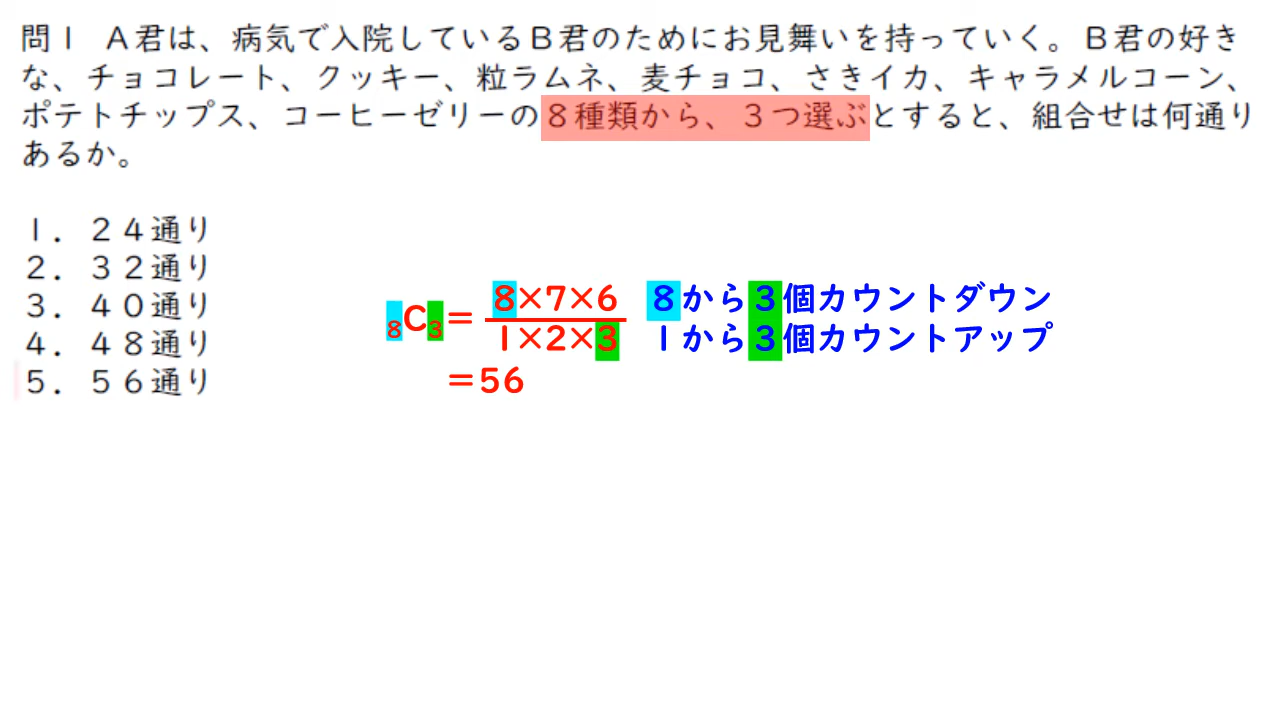 問１　Ａ君は、病気で入院しているＢ君のためにお見舞いを持っていく。Ｂ君の好き
な、チョコレート、クッキー、粒ラムネ、麦チョコ、さきイカ、キャラメルコーン、
ポテトチップス、コーヒーゼリーの８種類から、３つ選ぶとすると、組合せは何通り
あるか。
１．２４通り
２．３２通り
３．４０通り
４．４８通り
５．５６通り
8×7×6　８から３個カウントダウン
₈C₃＝
1×2×3　１から３個カウントアップ
＝56